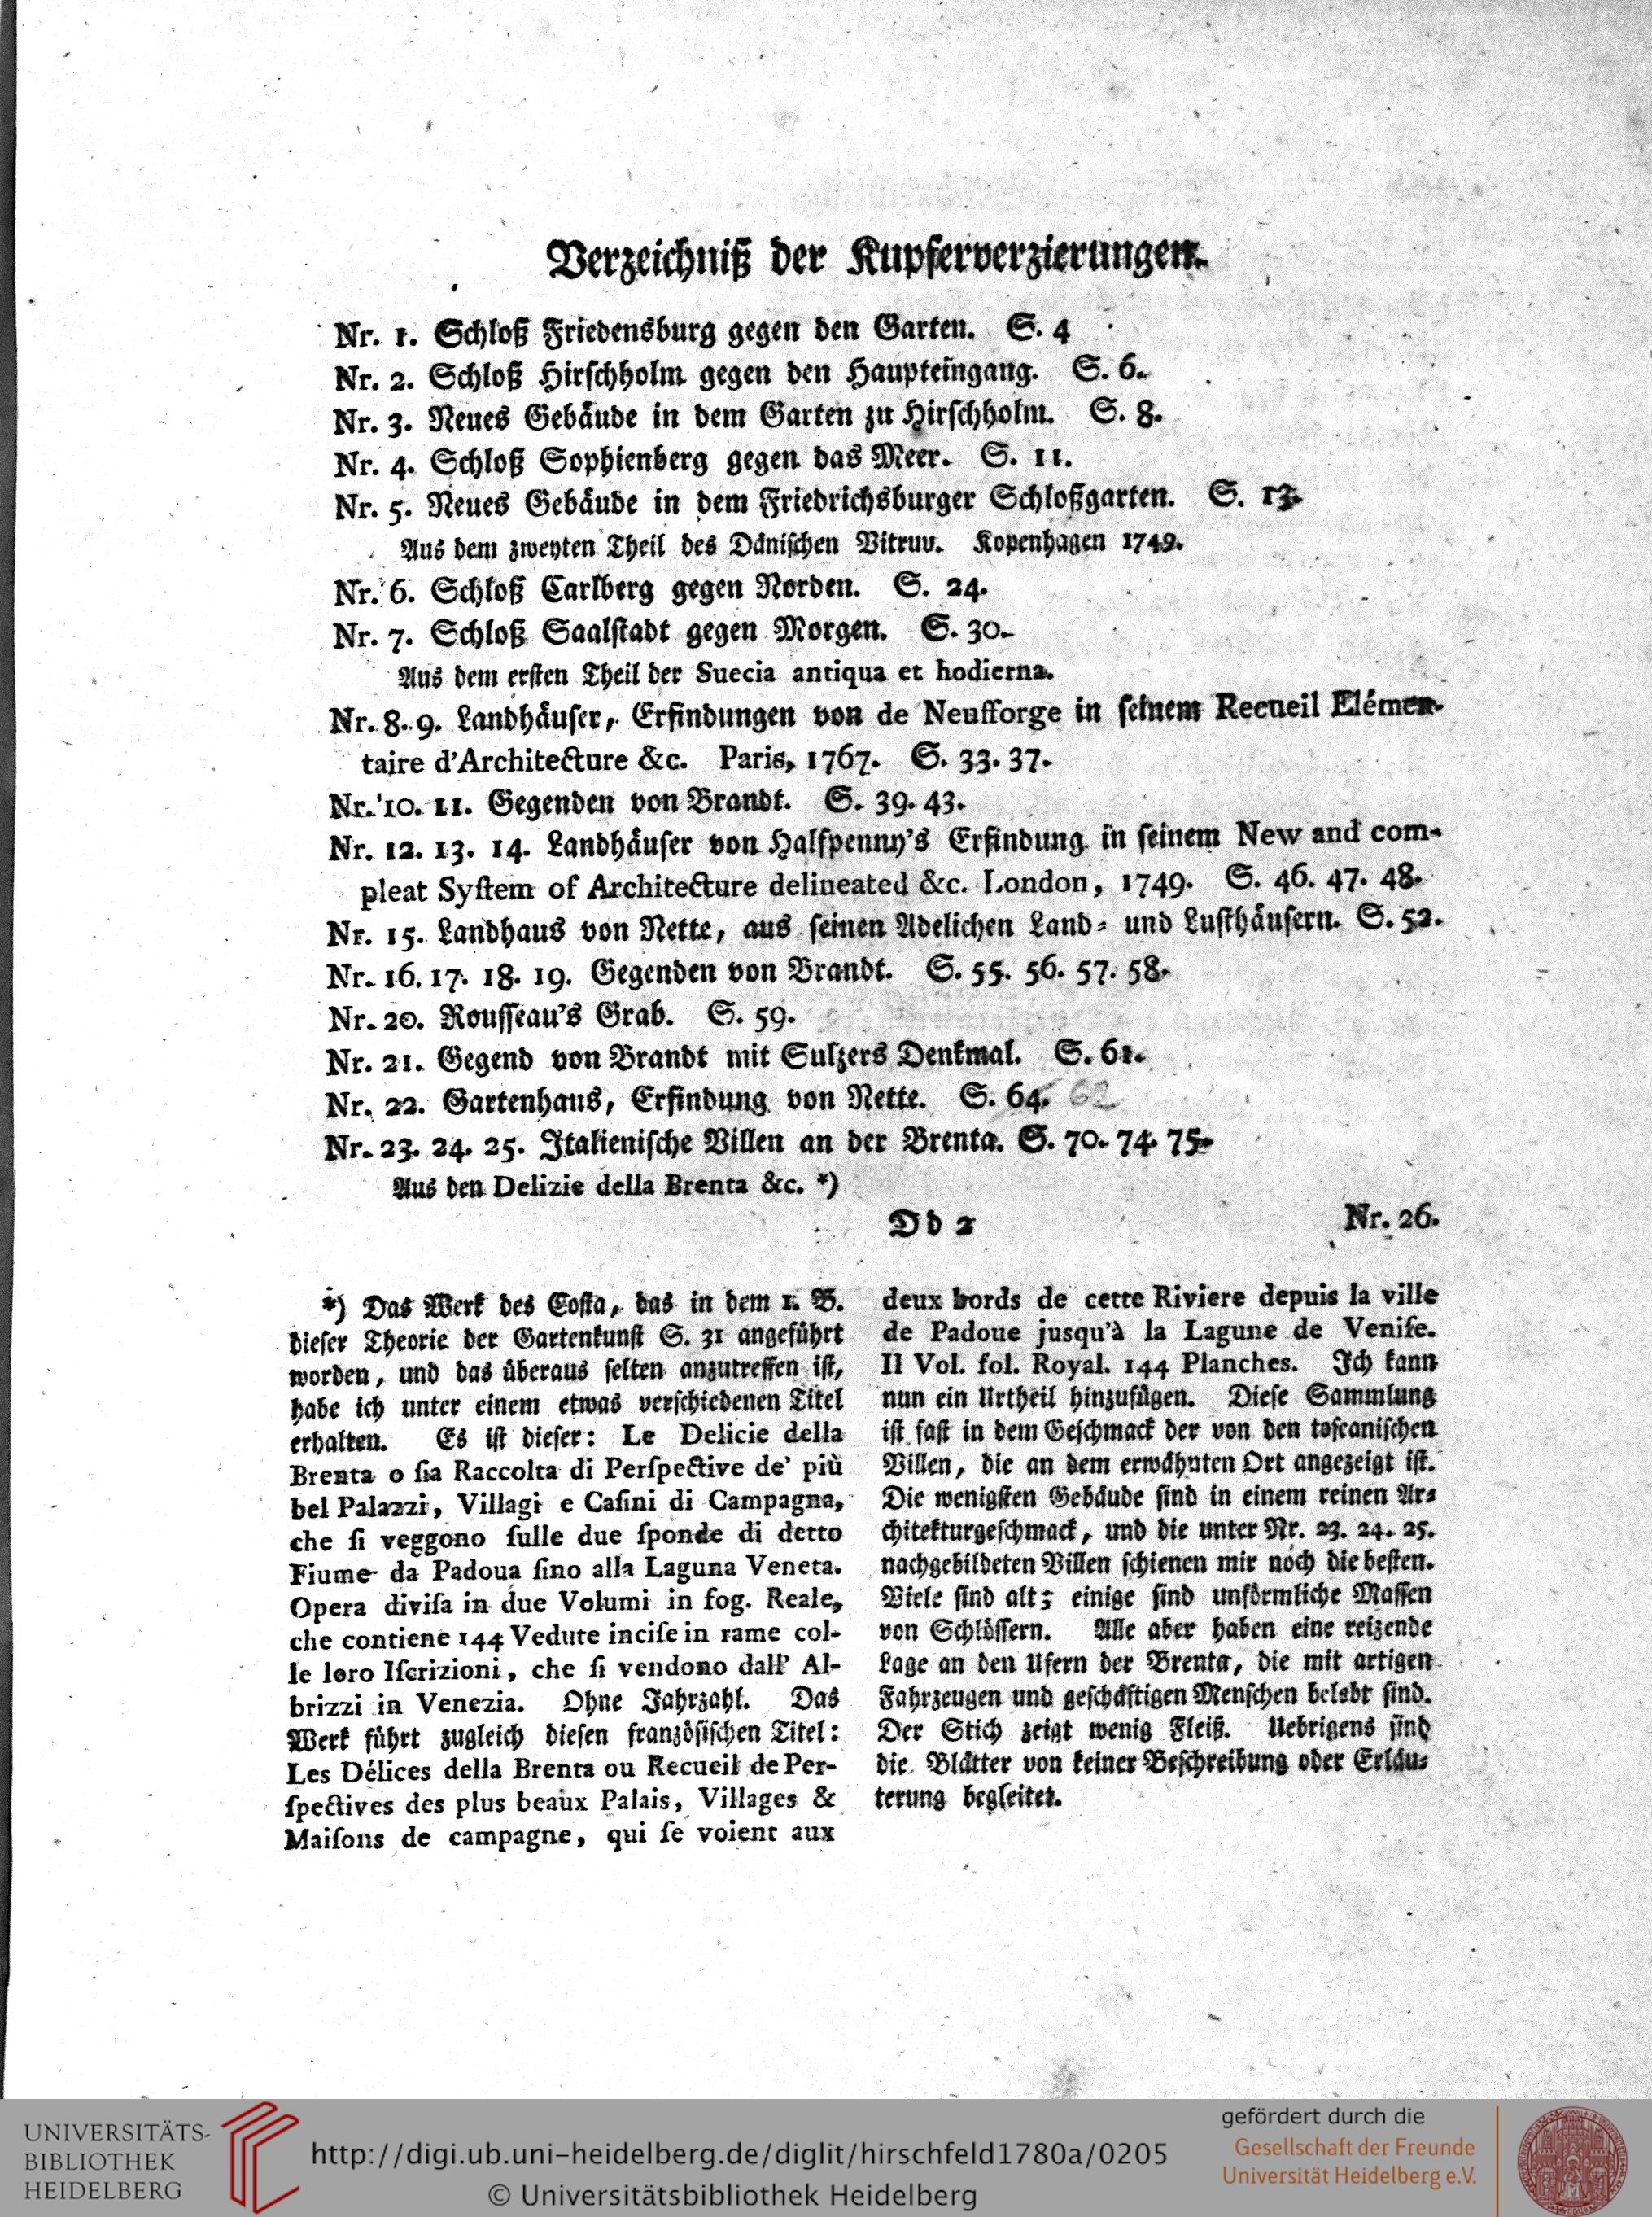 Verzeichniß der Kupferverzierungen.
Nr. 1. Schloß Friedensburg gegen den Garten. S. 4
Nr. 2. Schloß Hirschholm gegen den Haupteingang. S. 6.
Nr. 3. Neues Gebäude in dem Garten zu Hirschholm. S. 8.
Nr. 4. Schloß Sophienberg gegen das Meer. S. 11.
Nr. 5. Neues Gebäude in dem Friedrichsburger Schloßgarten. S. 13.
Aus dem zweyten Theil des Dänischen Vitruv. Kopenhagen 1749.
Nr. 6. Schloß Carlberg gegen Norden. S. 24.
Nr. 7. Schloß Saalstadt gegen Morgen. S. 30.
Aus dem ersten Theil der Suecia antiqua et hodierna.
Nr. 8. 9. Landhäuser, Erfindungen von de Neufforge in seinem Recueil Elémen-
taire d'Architecture &c. Paris, 1767. S. 33. 37.
Nr. 10. 11. Gegenden von Brandt. S. 39. 43.
Nr. 12. 13. 14. Landhäuser von Halfpenny's Erfindung in seinem New and com-
pleat Syſtem of Architecture delineated &c. London, 1749. S. 46. 47. 48.
Nr. 15. Landhaus von Nette, aus seinen Adelichen Land- und Lusthäusern. S. 52.
Nr. 16. 17. 18. 19. Gegenden von Brandt. S. 55. 56. 57. 58.
Nr. 20. Rousseau's Grab. S. 59.
Nr. 21. Gegend von Brandt mit Sulzers Denkmal. S. 61.
Nr. 22. Gartenhaus, Erfindung von Nette. S. 64. 62
Nr. 23. 24. 25. Italienische Villen an der Brenta. S. 70. 74. 75.
Aus den Delizie della Brenta &c. *)
Dd 2 Nr. 26.
*) Das Werk des Costa, das in dem 1. B.
dieser Theorie der Gartenkunst S. 31 angeführt
worden, und das überaus selten anzutreffen ist,
habe ich unter einem etwas verschiedenen Titel
erhalten. Es ist dieser: Le Delicie della
Brenta o ſia Raccolta di Perſpective de' più
bel Palazzi, Villagi e Caſini di Campagna,
che ſi veggono ſulle due ſponde di detto
Fiume da Padoua ſino alla Laguna Veneta.
Opera diviſa in due Volumi in fog. Reale,
che contiene 144 Vedute inciſe in rame col-
le loro Iſcrizioni, che ſi vendono dall' Al-
brizzi in Venezia. Ohne Jahrzahl. Das
Werk führt zugleich diesen französischen Titel:
Les Délices della Brenta ou Recueil de Per-
ſpectives des plus beaux Palais, Villages &
Maiſons de campagne, qui ſe voient aux
deux bords de cette Riviere depuis la ville
de Padoue jusqu'à la Lagune de Veniſe.
II Vol. fol. Royal. 144 Planches. Ich kann
nun ein Urtheil hinzufügen. Diese Sammlung
ist fast in dem Geschmack der von den toscanischen
Villen, die an dem erwähnten Ort angezeigt ist.
Die wenigsten Gebäude sind in einem reinen Ar-
chitekturgeschmack, und die unter Nr. 23. 24. 25.
nachgebildeten Villen schienen mir noch die besten.
Viele sind alt; einige sind unförmliche Massen
von Schlössern. Alle aber haben eine reizende
Lage an den Ufern der Brenta, die mit artigen
Fahrzeugen und geschäftigen Menschen belebt sind.
Der Stich zeigt wenig Fleiß. Uebrigens sind
die Blätter von keiner Beschreibung oder Erläu-
terung begleitet.
UNIVERSITÄTS-
BIBLIOTHEK
HEIDELBERG
http://digi.ub.uni-heidelberg.de/diglit/hirschfeld1780a/0205
© Universitätsbibliothek Heidelberg
gefördert durch die
Gesellschaft der Freunde
Universität Heidelberg e.V.